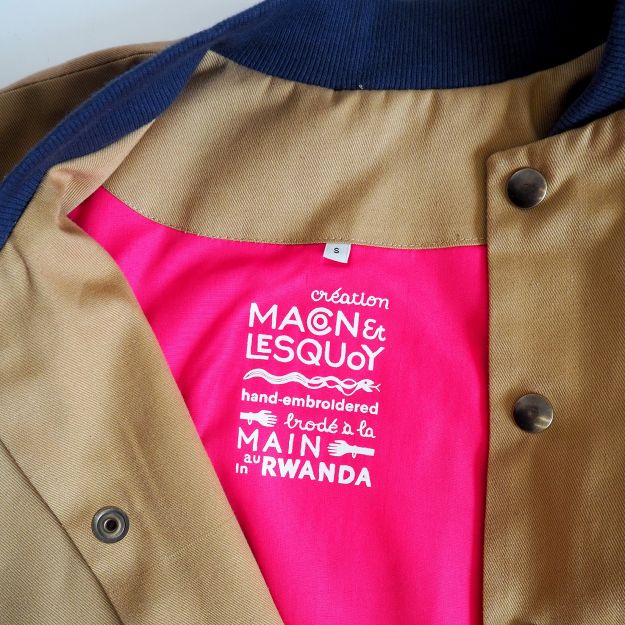 S
création
MACON Et
LESQUOY
hand-embroidered
brodé à la
MAIN
au
in RWANDA